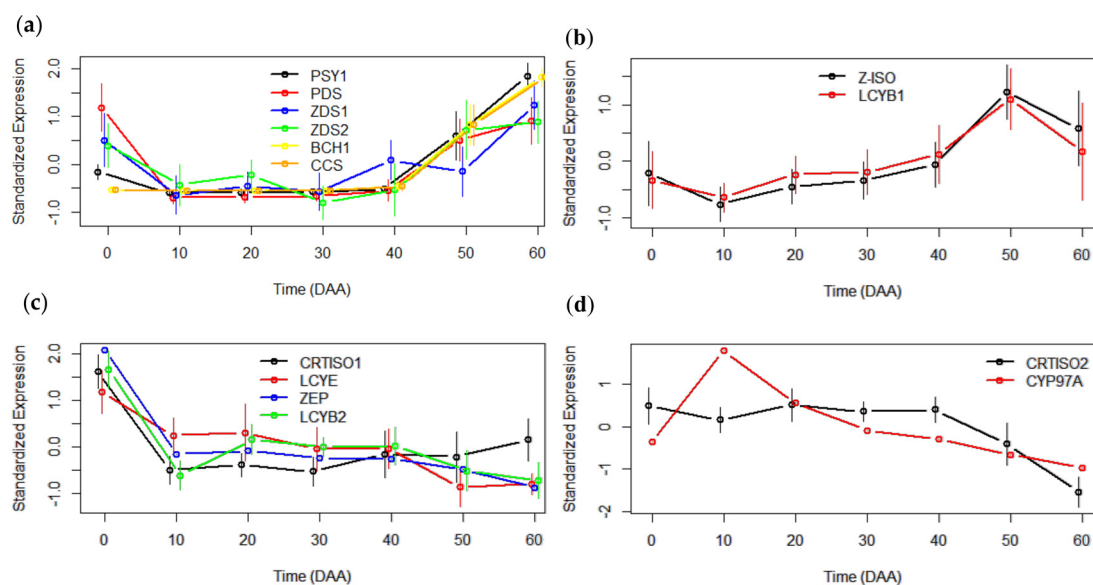 (a)
Standardized Expression
2.0
1.0
0.0
-1.0
PSY1
PDS
ZDS1
ZDS2
BCH1
CCS
0 10 20 30 40 50 60
Time (DAA)
(b)
Standardized Expression
1.0
0.0
-1.0
Z-ISO
LCYB1
0 10 20 30 40 50 60
Time (DAA)
(c)
Standardized Expression
2.0
1.0
0.0
-1.0
CRTISO1
LCYE
ZEP
LCYB2
0 10 20 30 40 50 60
Time (DAA)
(d)
Standardized Expression
1
0
-1
-2
CRTISO2
CYP97A
0 10 20 30 40 50 60
Time (DAA)